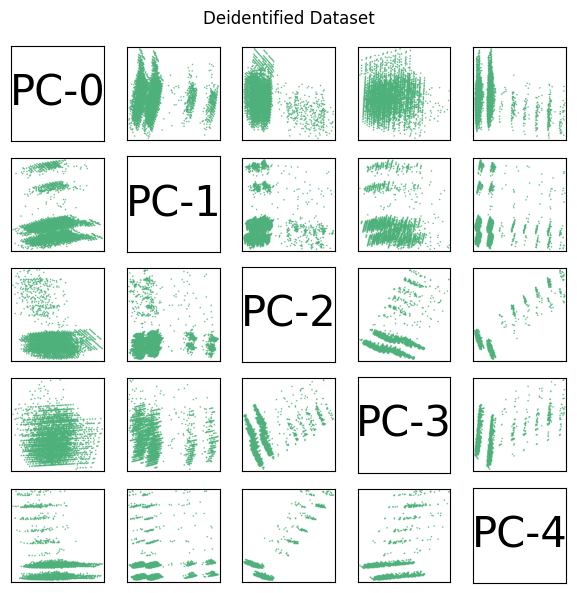 Deidentified Dataset
PC-0
PC-1
PC-2
PC-3
PC-4